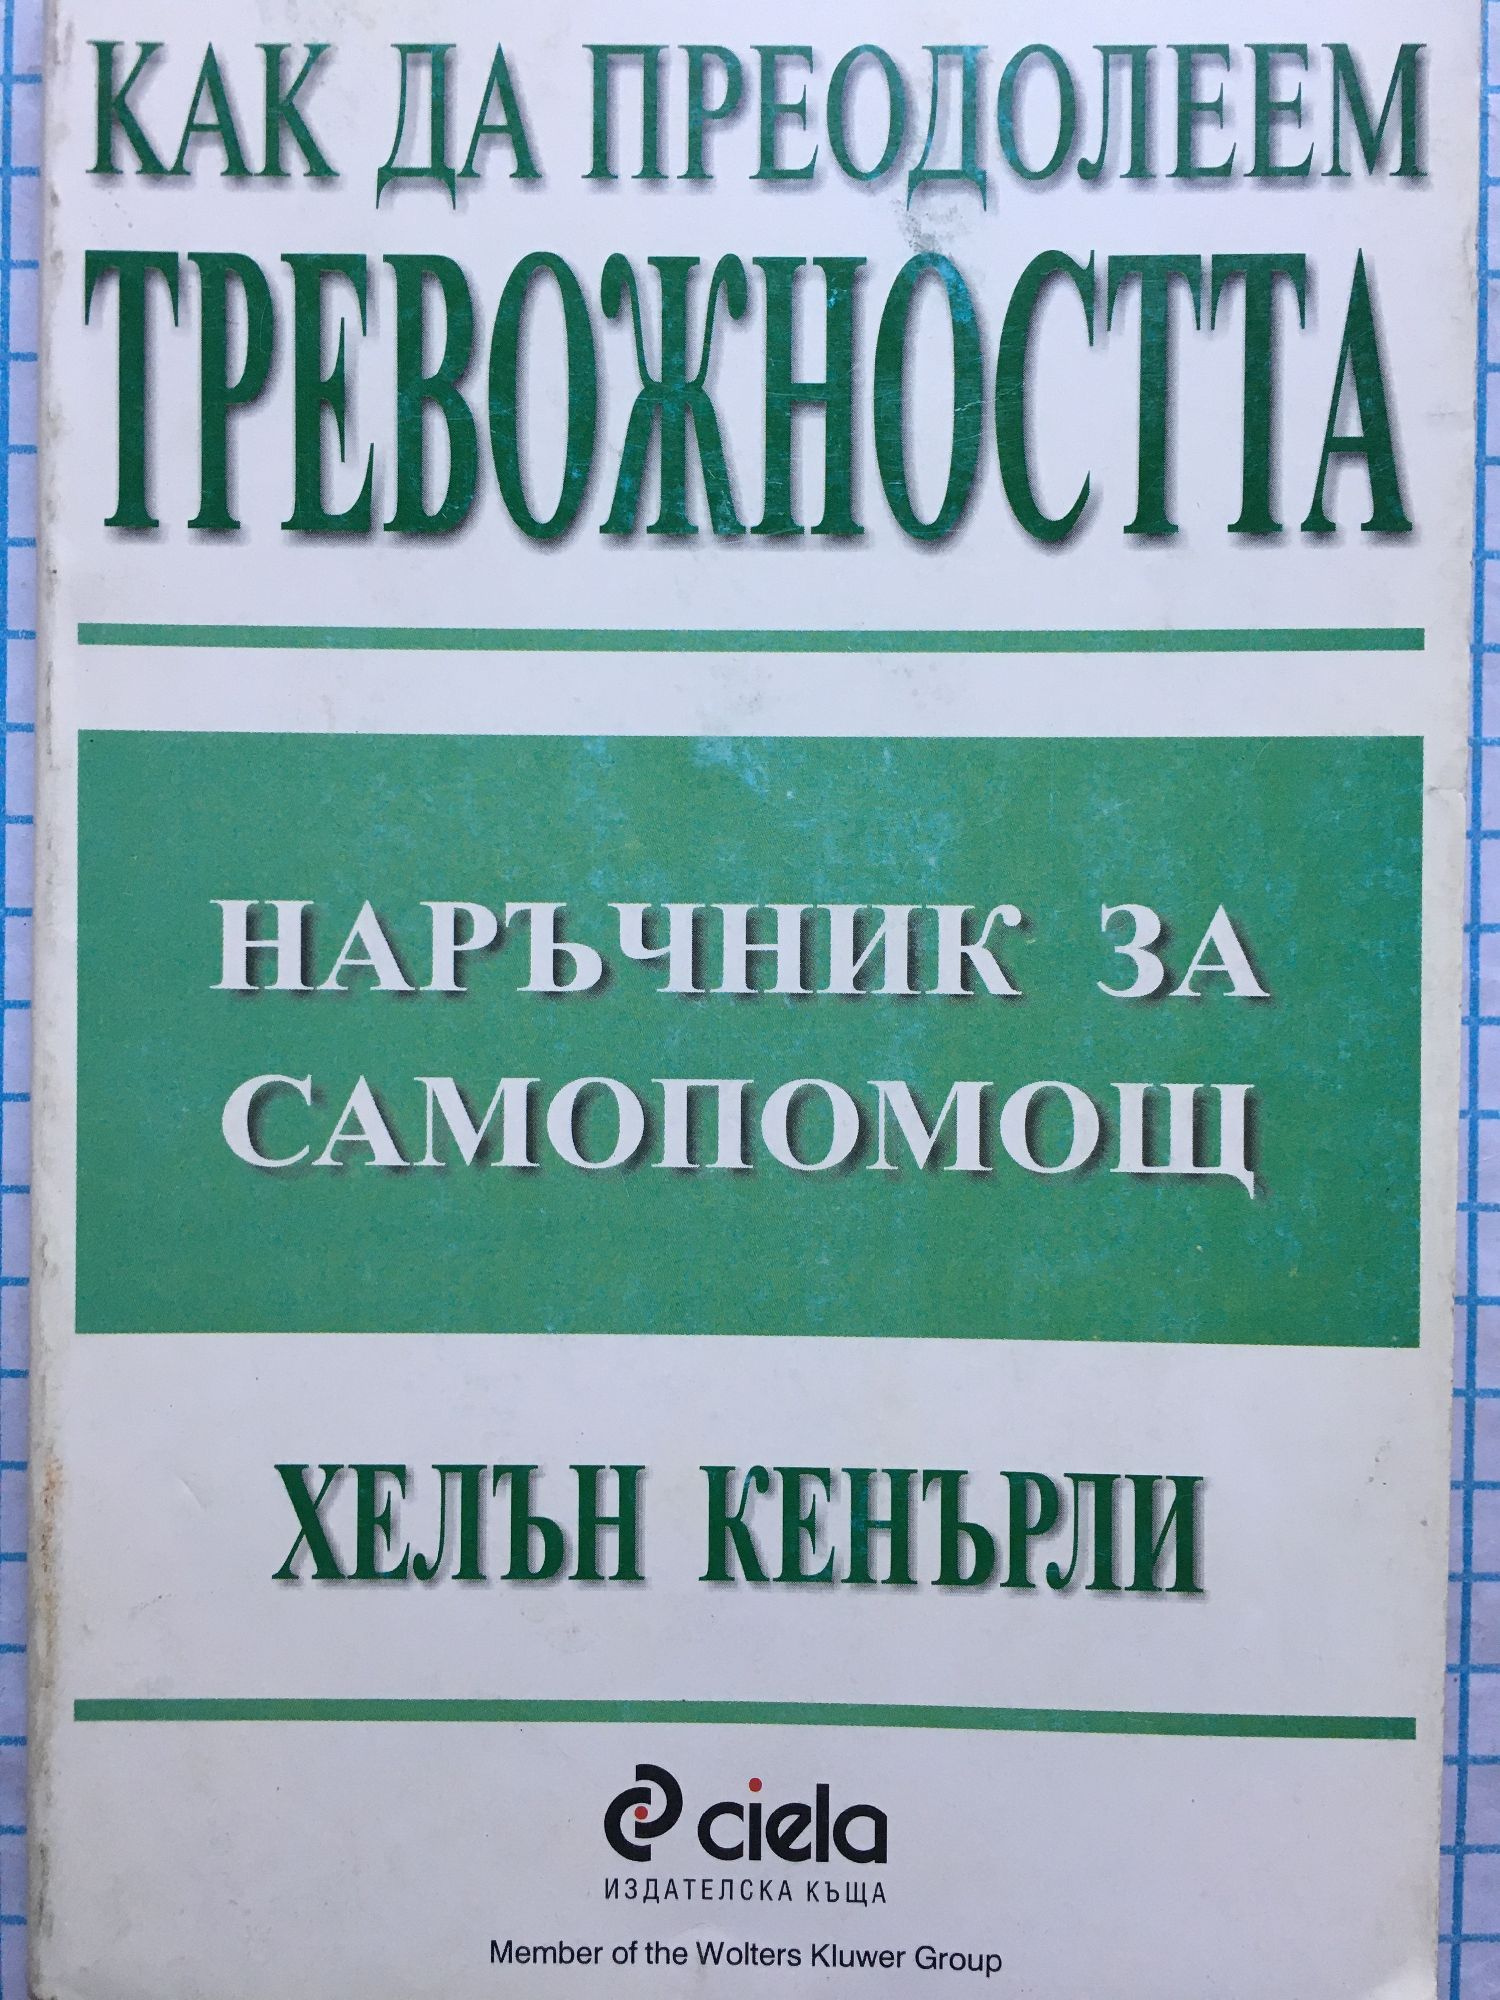 КАК ДА ПРЕОДОЛЕЕМ
ТРЕВОЖНОСТТА
НАРЪЧНИК ЗА
САМОПОМОЩ
ХЕЛЪН КЕНЪРЛИ
ciela
ИЗДАТЕЛСКА КЪЩА
Member of the Wolters Kluwer Group